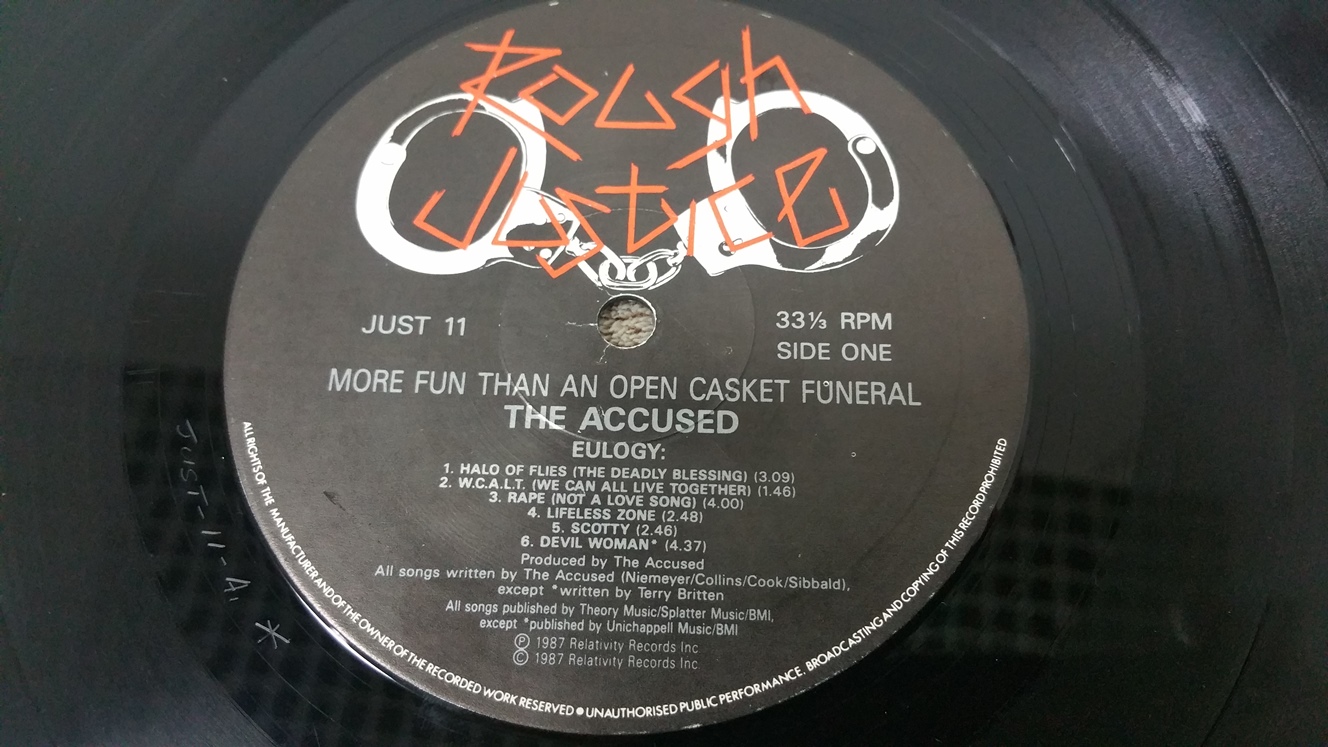 Rough
Justice
JUST 11
33⅓ RPM
SIDE ONE
MORE FUN THAN AN OPEN CASKET FUNERAL
THE ACCUSED
EULOGY:
1. HALO OF FLIES (THE DEADLY BLESSING) (3.09)
2. W.C.A.L.T. (WE CAN ALL LIVE TOGETHER) (1.46)
3. RAPE (NOT A LOVE SONG) (4.00)
4. LIFELESS ZONE (2.48)
5. SCOTTY (2.46)
6. DEVIL WOMAN* (4.37)
Produced by The Accused
All songs written by The Accused (Niemeyer/Collins/Cook/Sibbald),
except *written by Terry Britten
All songs published by Theory Music/Splatter Music/BMI,
except *published by Unichappell Music/BMI
Ⓟ 1987 Relativity Records Inc
© 1987 Relativity Records Inc
ALL RIGHTS OF THE MANUFACTURER AND OF THE OWNER OF THE RECORDED WORK RESERVED ● UNAUTHORISED PUBLIC PERFORMANCE. BROADCASTING AND COPYING OF THIS RECORD PROHIBITED
JUST-11-A1 *